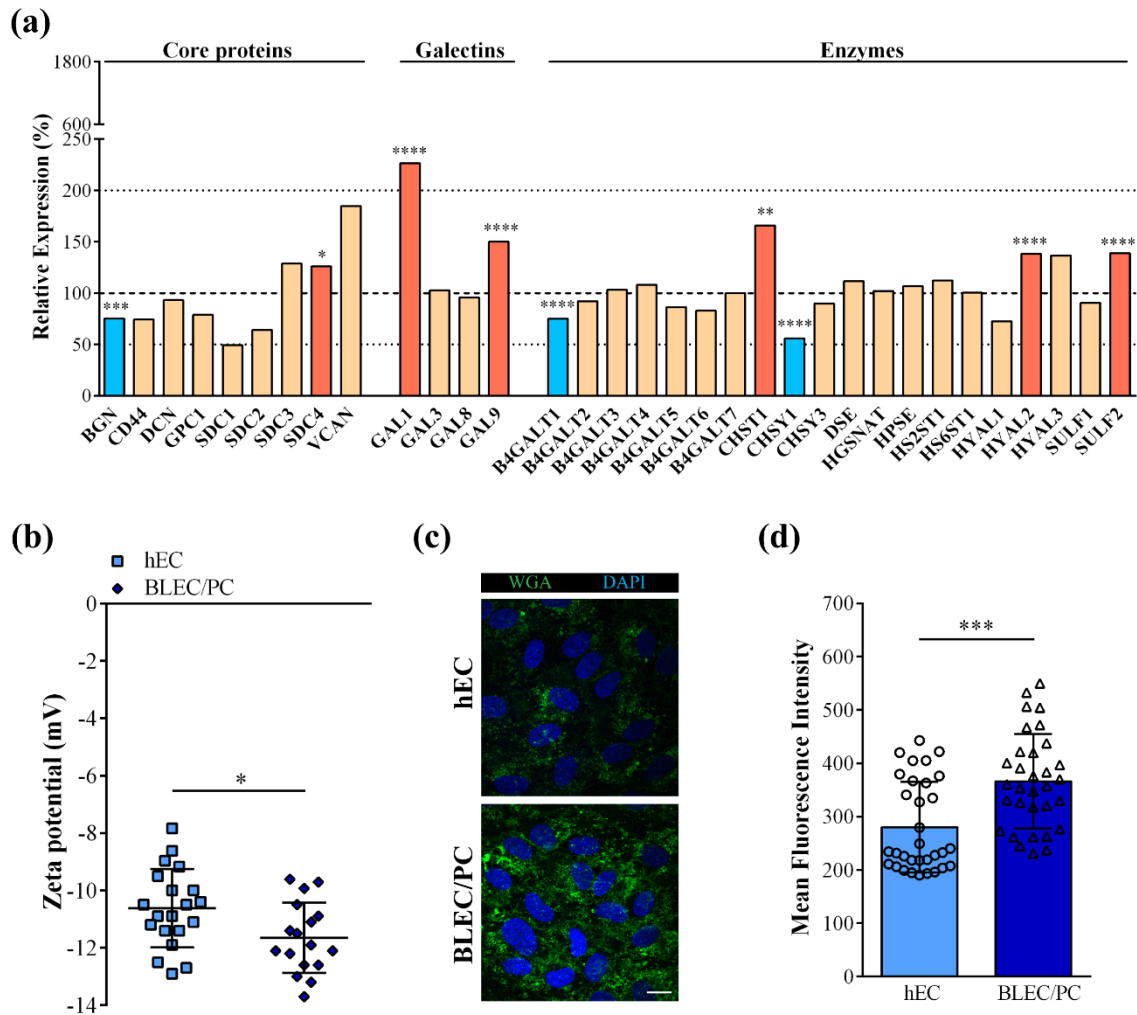 (a)
Core proteins Galectins Enzymes
Relative Expression (%)
1800
600
250
200
150
100
50
0
*** * **** **** **** ** **** **** ****
BGN CD44 DCN GPC1 SDC1 SDC2 SDC3 SDC4 VCAN GAL1 GAL3 GAL8 GAL9 B4GALT1 B4GALT2 B4GALT3 B4GALT4 B4GALT5 B4GALT6 B4GALT7 CHST1 CHSY1 CHSY3 DSE HGSNAT HPSE HS2ST1 HS6ST1 HYAL1 HYAL2 HYAL3 SULF1 SULF2
(b)
hEC
BLEC/PC
Zeta potential (mV)
0
-2
-4
-6
-8
-10
-12
-14
*
(c)
WGA DAPI
hEC
BLEC/PC
(d)
Mean Fluorescence Intensity
700
600
500
400
300
200
100
0
***
hEC BLEC/PC